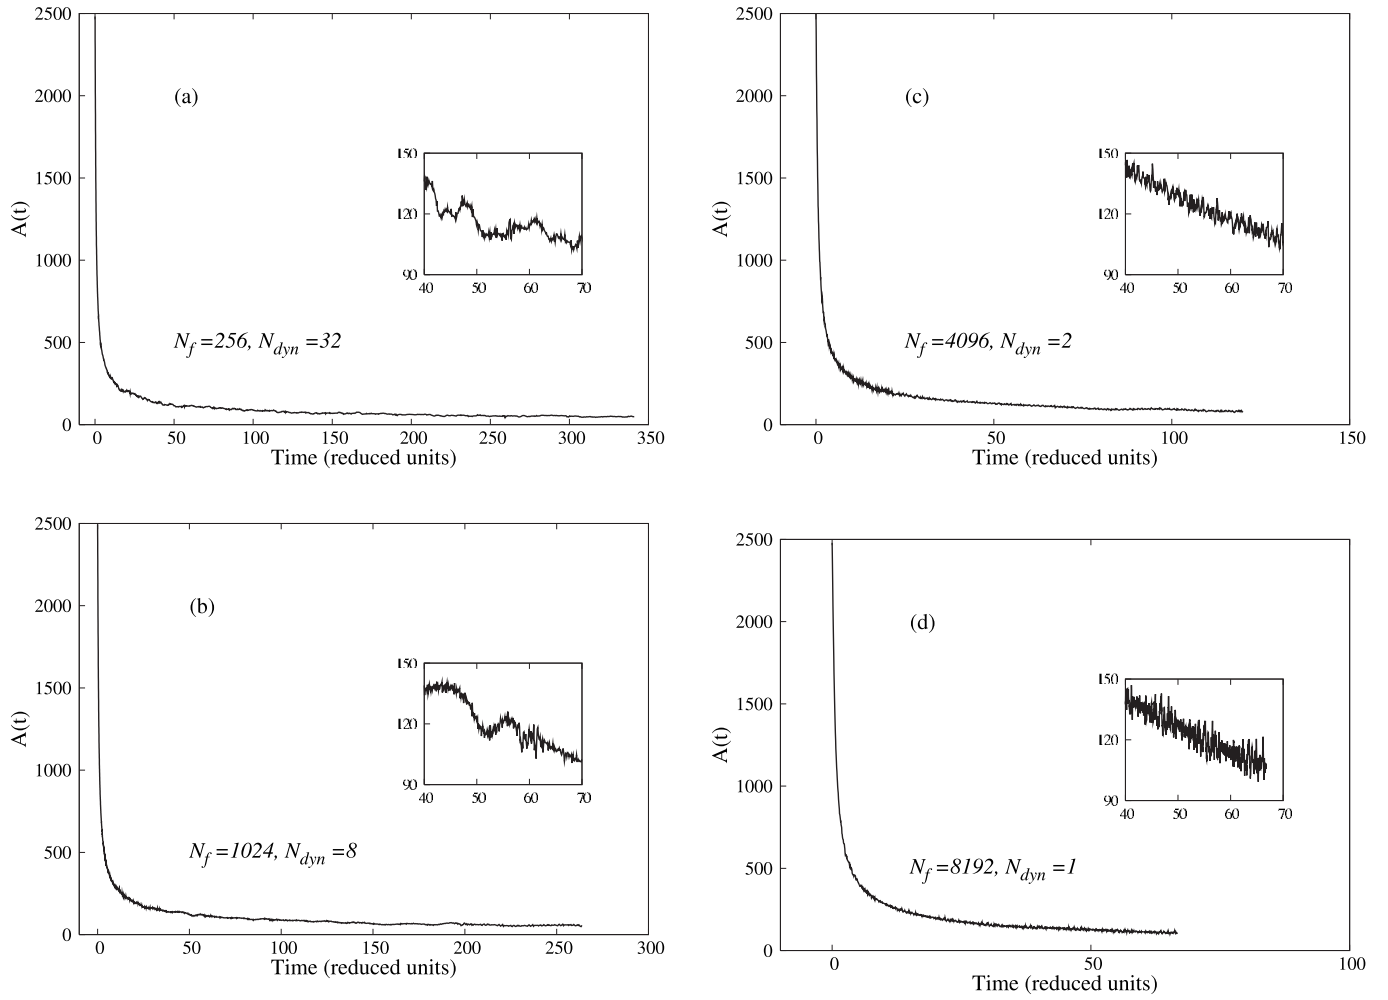 2500
2000
1500
1000
500
0
A(t)
(a)
N_f =256, N_dyn =32
150
120
90
40 50 60 70
0 50 100 150 200 250 300 350
Time (reduced units)
2500
2000
1500
1000
500
0
A(t)
(c)
N_f =4096, N_dyn =2
150
120
90
40 50 60 70
0 50 100 150
Time (reduced units)
2500
2000
1500
1000
500
0
A(t)
(b)
N_f =1024, N_dyn =8
150
120
90
40 50 60 70
0 50 100 150 200 250 300
Time (reduced units)
2500
2000
1500
1000
500
0
A(t)
(d)
N_f =8192, N_dyn =1
150
120
90
40 50 60 70
0 50 100
Time (reduced units)